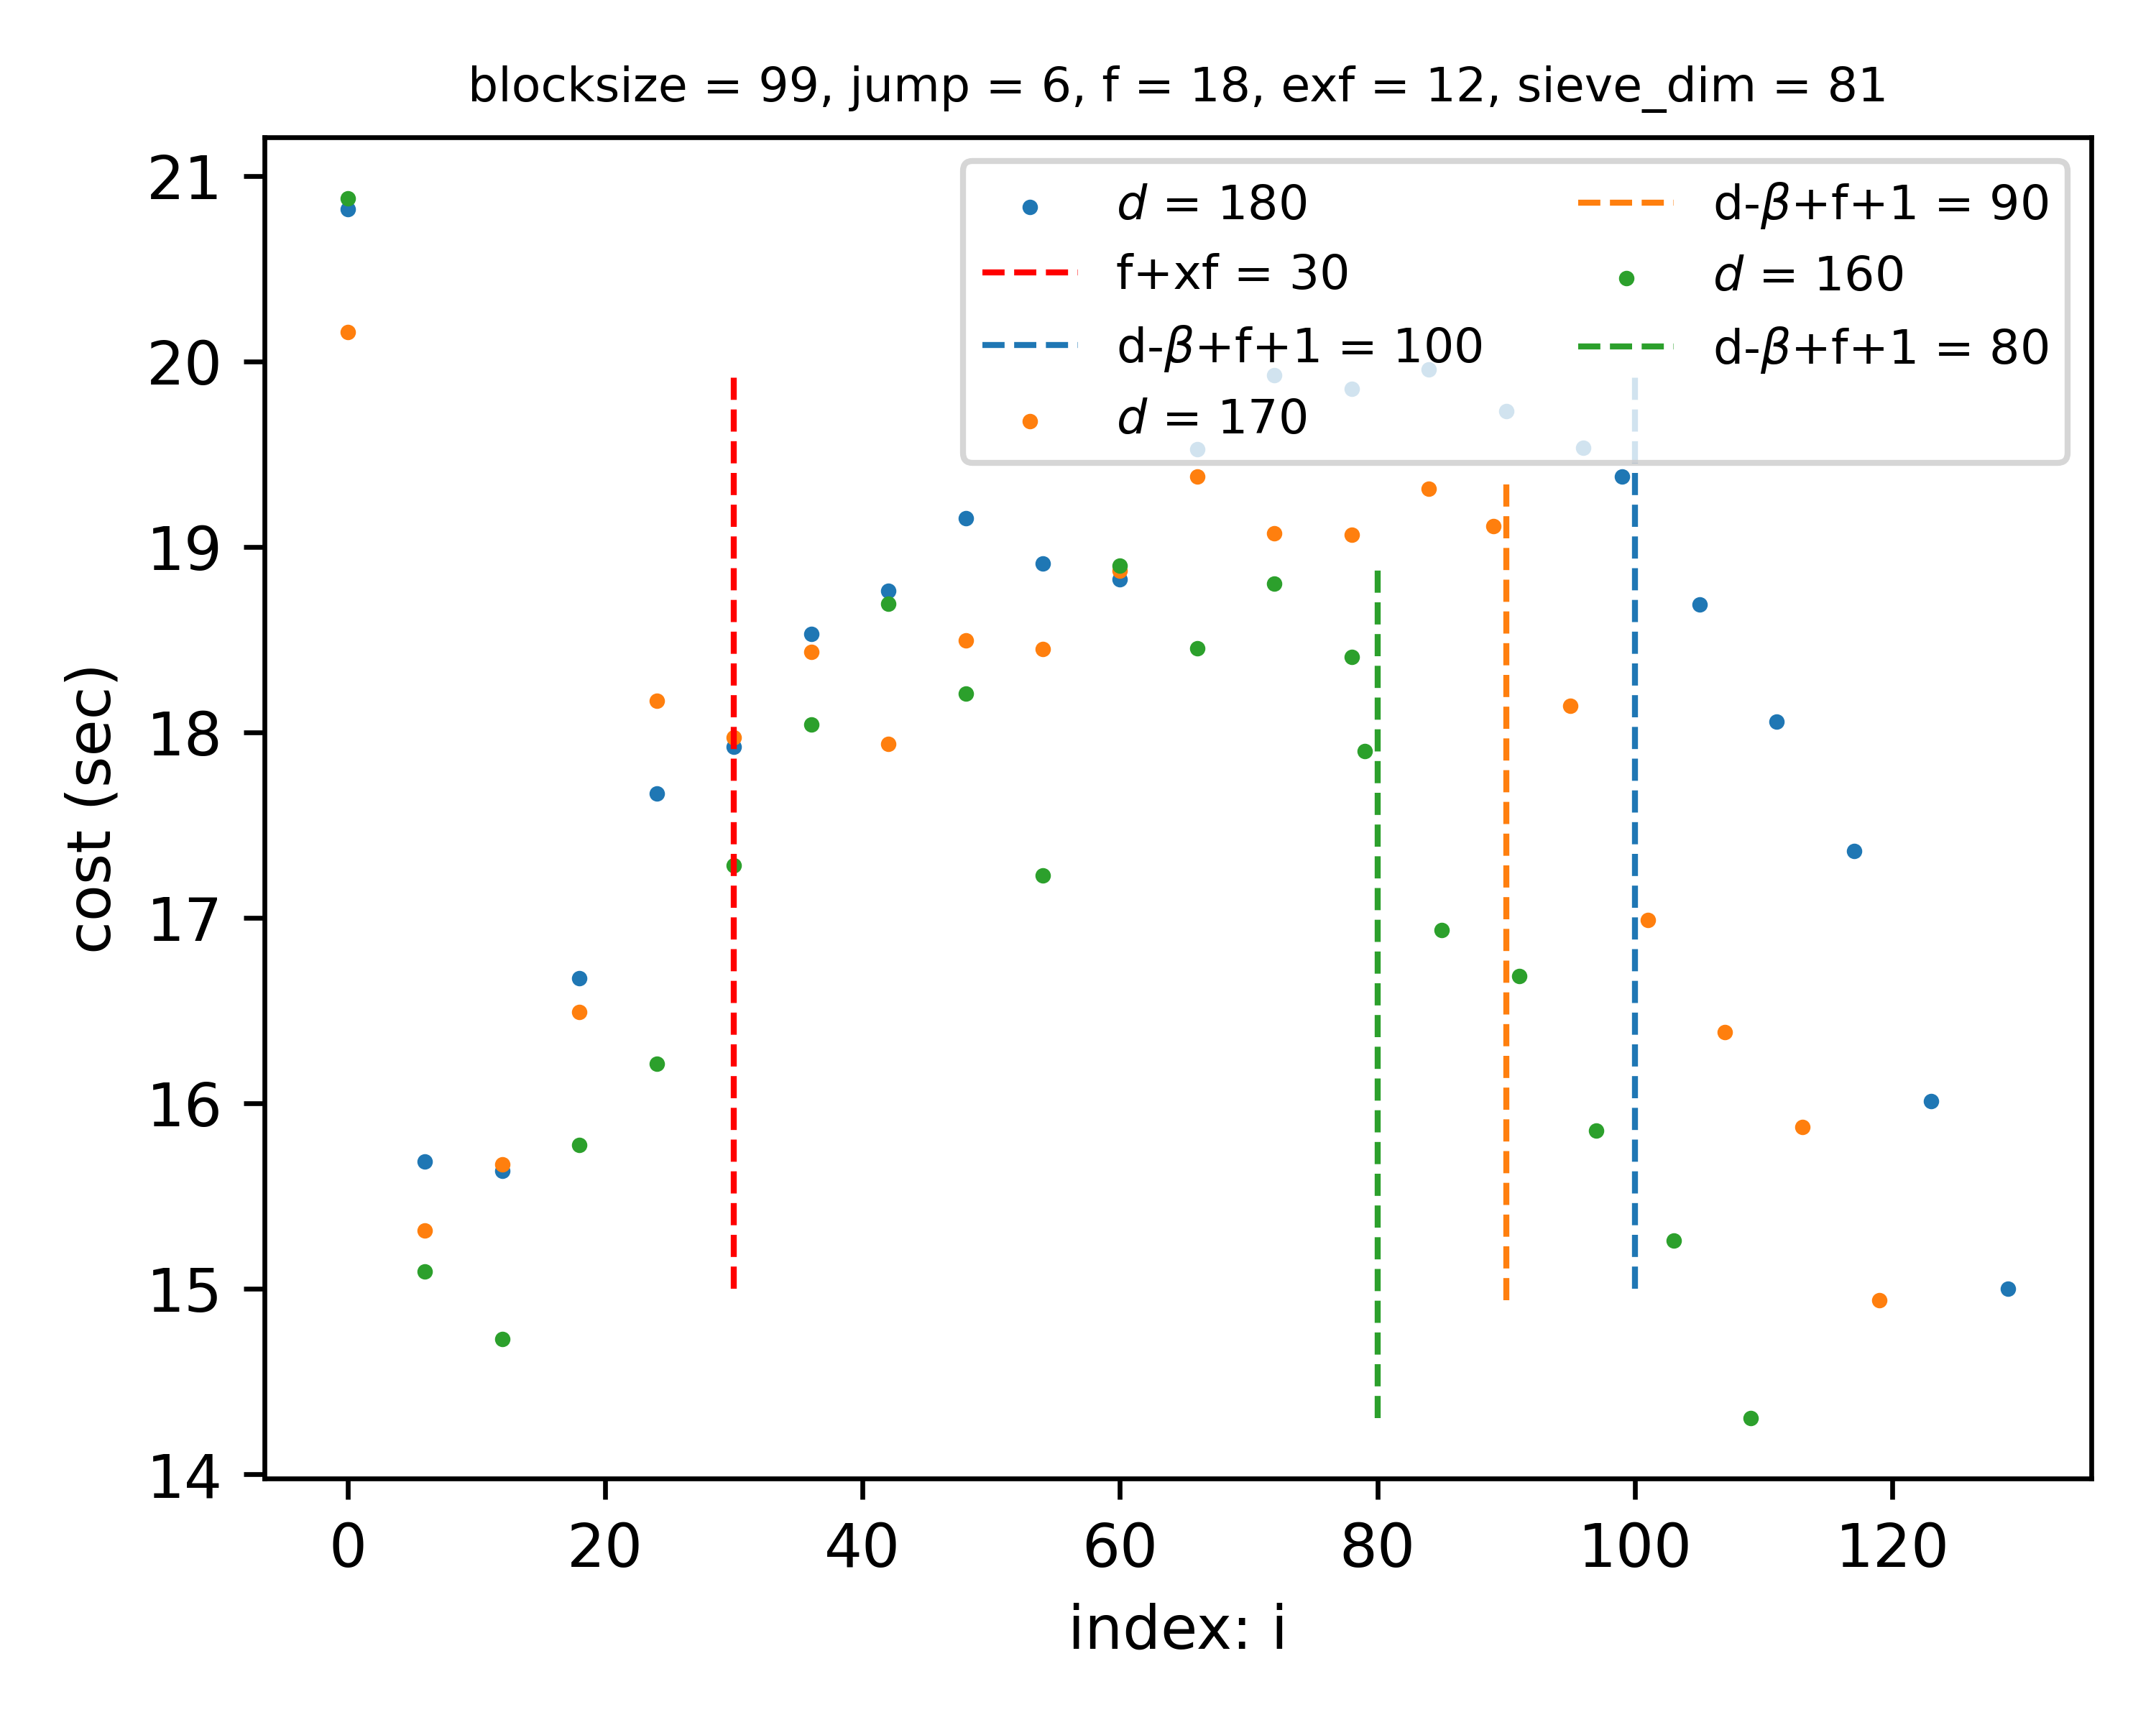 blocksize = 99, jump = 6, f = 18, exf = 12, sieve_dim = 81
21
20
19
18
17
16
15
14
cost (sec)
d = 180
f+xf = 30
d-β+f+1 = 100
d = 170
d-β+f+1 = 90
d = 160
d-β+f+1 = 80
0 20 40 60 80 100 120
index: i